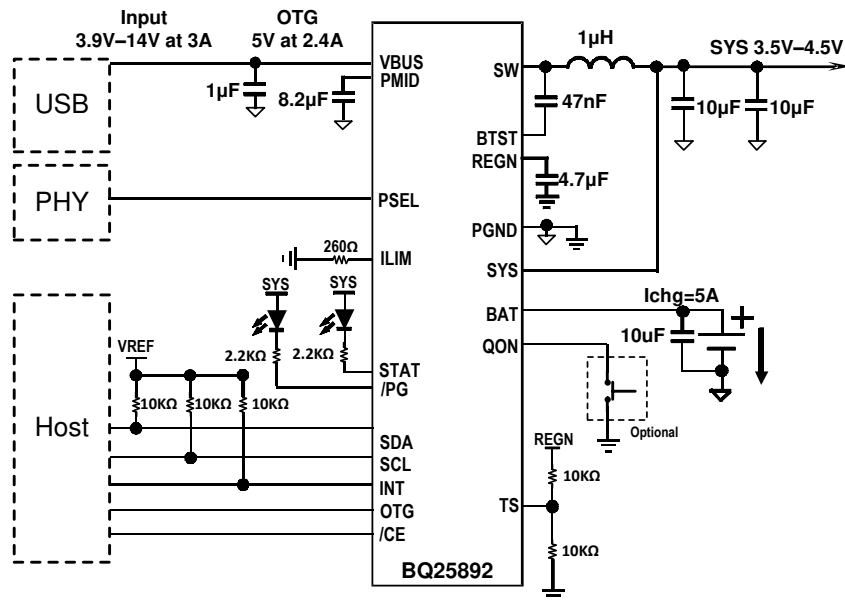 Input
3.9V–14V at 3A
OTG
5V at 2.4A
USB
1µF
8.2µF
VBUS
PMID
PHY
PSEL
260Ω
ILIM
SYS
SYS
2.2KΩ
2.2KΩ
STAT
/PG
VREF
10KΩ
10KΩ
10KΩ
Host
SDA
SCL
INT
OTG
/CE
BQ25892
SW
1µH
SYS 3.5V–4.5V
47nF
10µF
10µF
BTST
REGN
4.7µF
PGND
SYS
BAT
Ichg=5A
10uF
+
QON
Optional
REGN
10KΩ
TS
10KΩ